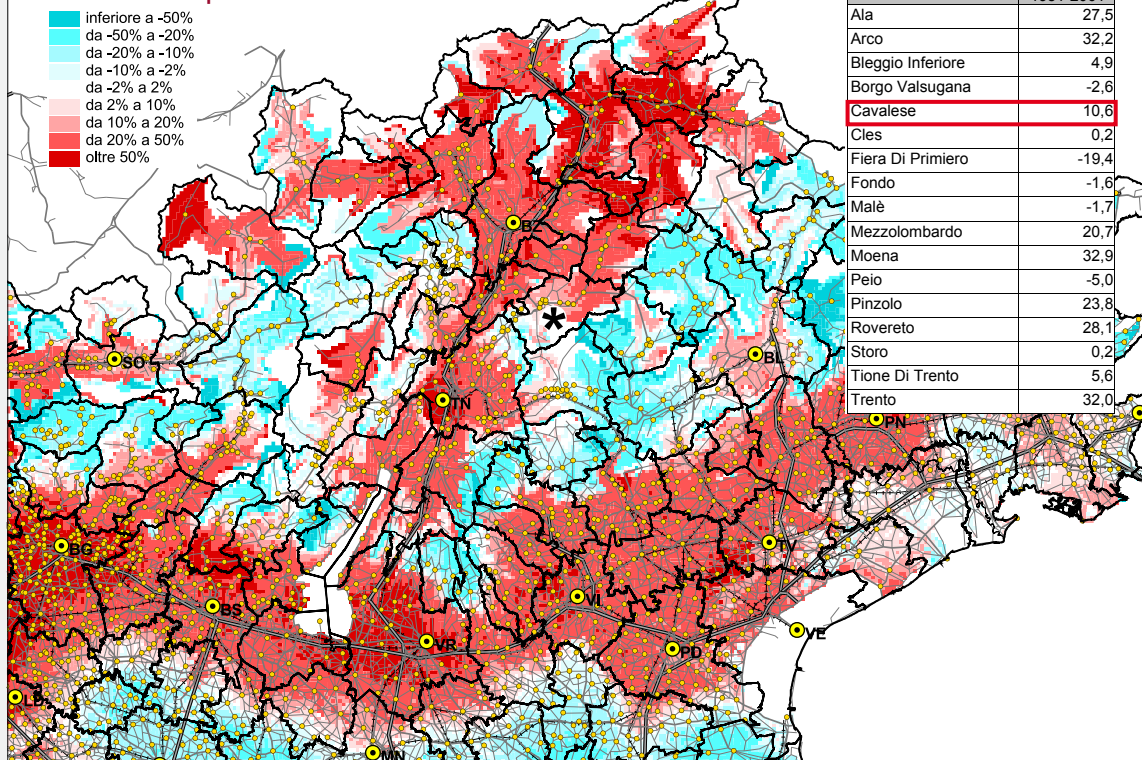 inferiore a -50%
da -50% a -20%
da -20% a -10%
da -10% a -2%
da -2% a 2%
da 2% a 10%
da 10% a 20%
da 20% a 50%
oltre 50%
Ala 27,5
Arco 32,2
Bleggio Inferiore 4,9
Borgo Valsugana -2,6
Cavalese 10,6
Cles 0,2
Fiera Di Primiero -19,4
Fondo -1,6
Malè -1,7
Mezzolombardo 20,7
Moena 32,9
Peio -5,0
Pinzolo 23,8
Rovereto 28,1
Storo 0,2
Tione Di Trento 5,6
Trento 32,0
BZ
*
SO
BL
TN
PN
BG
BS
VI
VE
VR
PD
MN